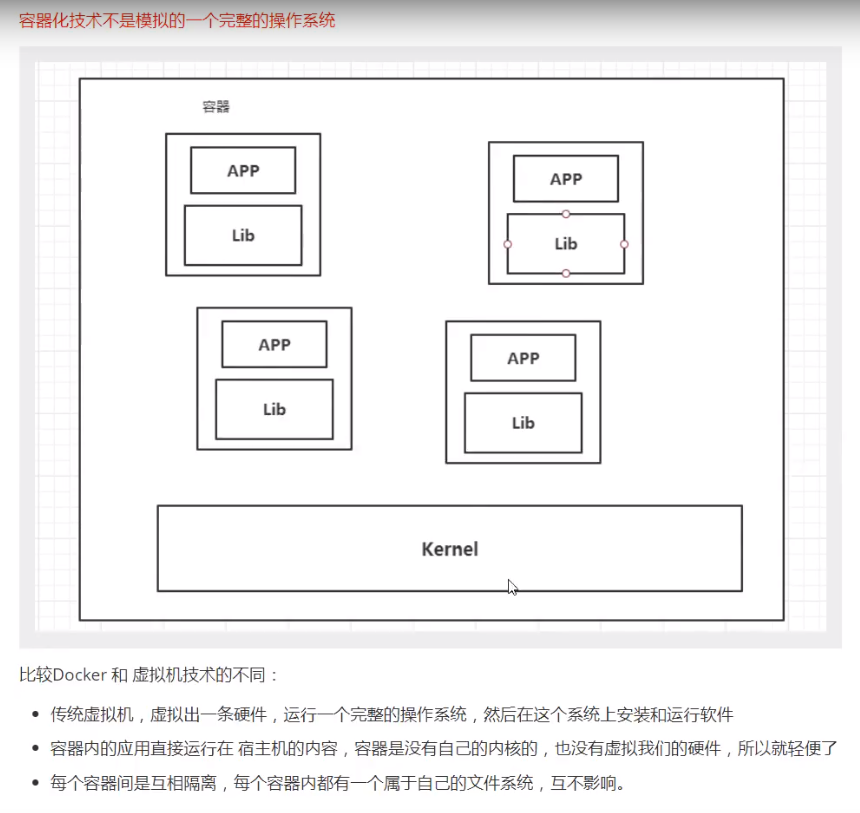 容器化技术不是模拟的一个完整的操作系统
容器
APP
Lib
APP
Lib
APP
Lib
APP
Lib
Kernel
比较Docker 和 虚拟机技术的不同：
传统虚拟机，虚拟出一条硬件，运行一个完整的操作系统，然后在这个系统上安装和运行软件
容器内的应用直接运行在 宿主机的内容，容器是没有自己的内核的，也没有虚拟我们的硬件，所以就轻便了
每个容器间是互相隔离，每个容器内都有一个属于自己的文件系统，互不影响。